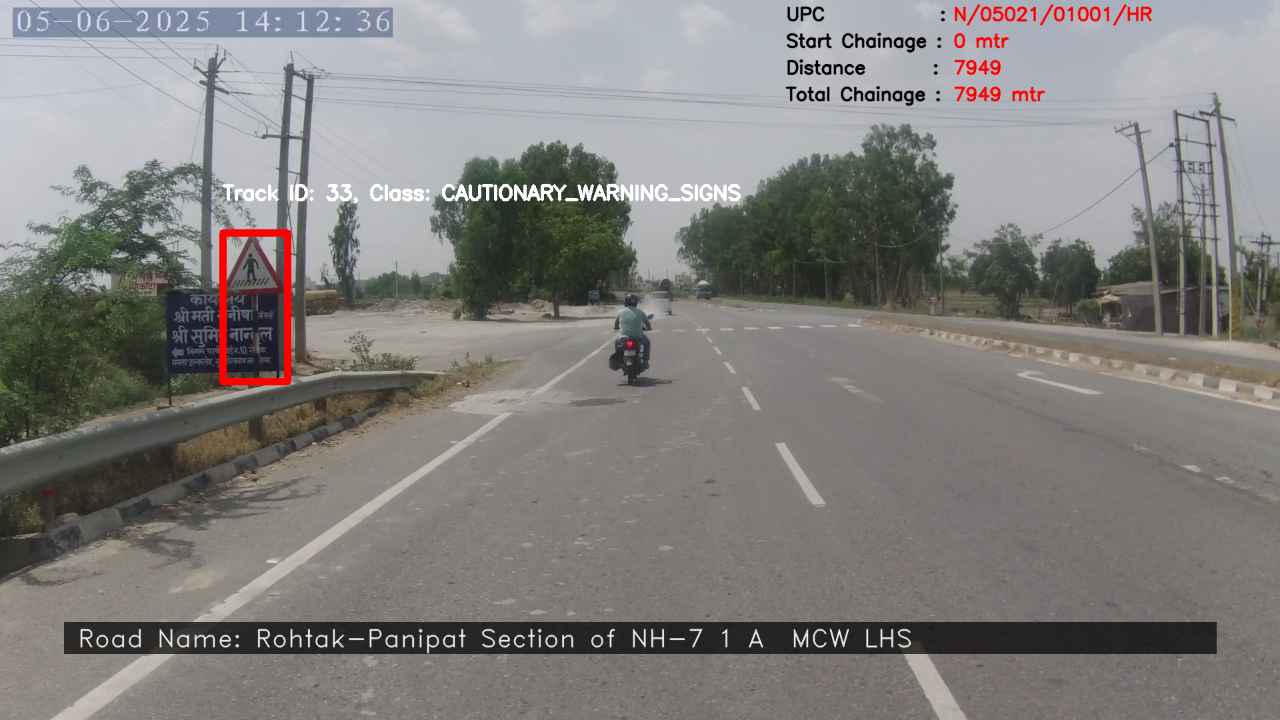 05-06-2025 14:12:36
UPC : N/05021/01001/HR
Start Chainage : 0 mtr
Distance : 7949
Total Chainage : 7949 mtr
Track ID: 33, Class: CAUTIONARY_WARNING_SIGNS
श्री मती
श्री सुमित
Road Name: Rohtak-Panipat Section of NH-7 1 A MCW LHS